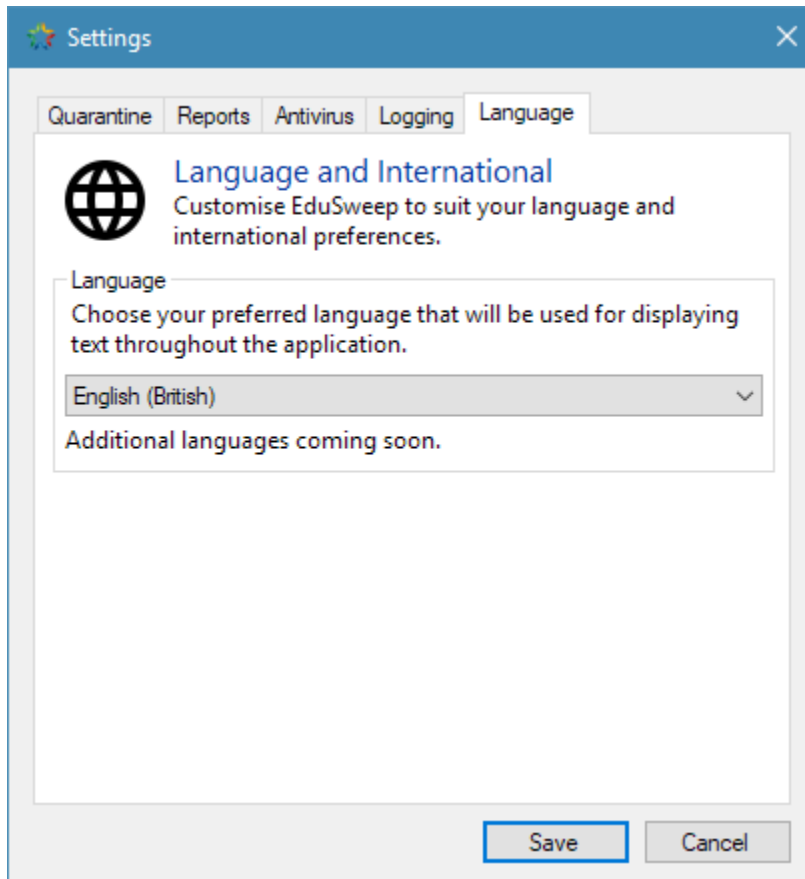 Settings
Quarantine Reports Antivirus Logging Language
Language and International
Customise EduSweep to suit your language and
international preferences.
Language
Choose your preferred language that will be used for displaying
text throughout the application.
English (British)
Additional languages coming soon.
Save Cancel